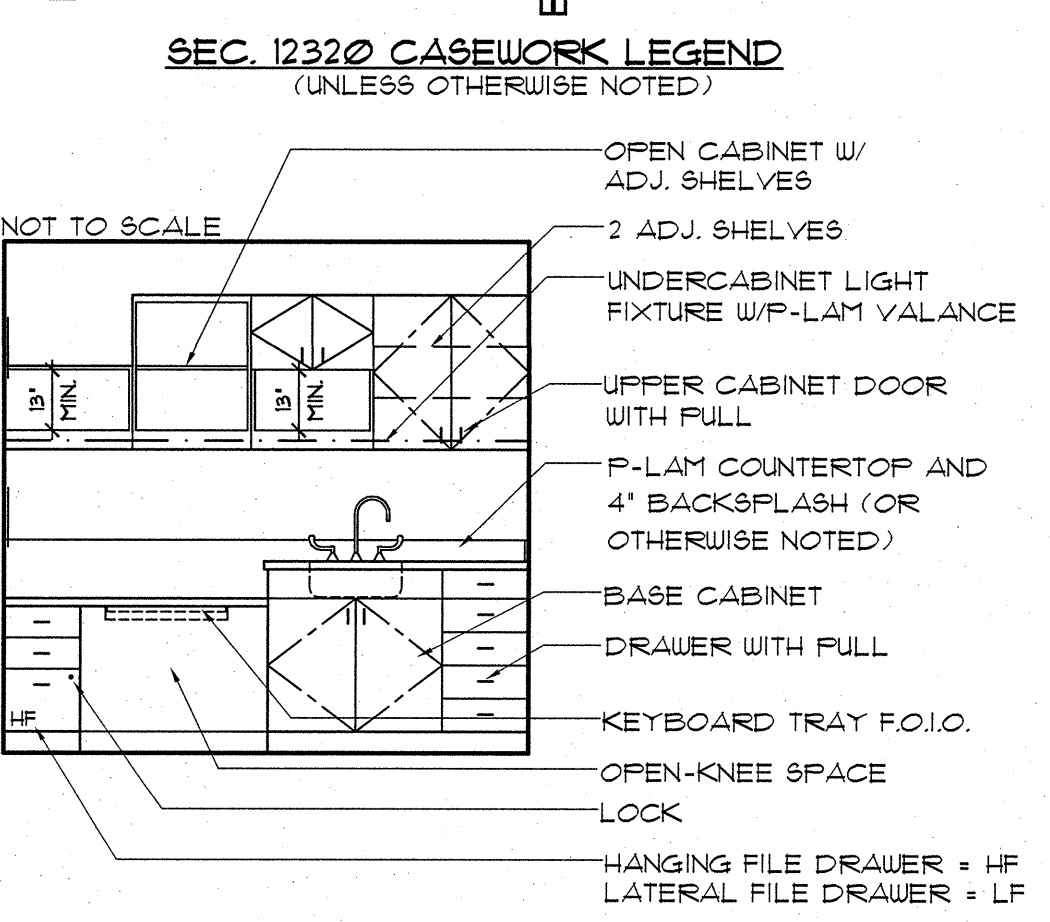 SEC. 12320 CASEWORK LEGEND
(UNLESS OTHERWISE NOTED)
OPEN CABINET W/
ADJ. SHELVES
NOT TO SCALE
2 ADJ. SHELVES
UNDERCABINET LIGHT
FIXTURE W/P-LAM VALANCE
13" MIN.
13" MIN.
UPPER CABINET DOOR
WITH PULL
P-LAM COUNTERTOP AND
4" BACKSPLASH (OR
OTHERWISE NOTED)
BASE CABINET
DRAWER WITH PULL
HF
KEYBOARD TRAY F.O.I.O.
OPEN-KNEE SPACE
LOCK
HANGING FILE DRAWER = HF
LATERAL FILE DRAWER = LF